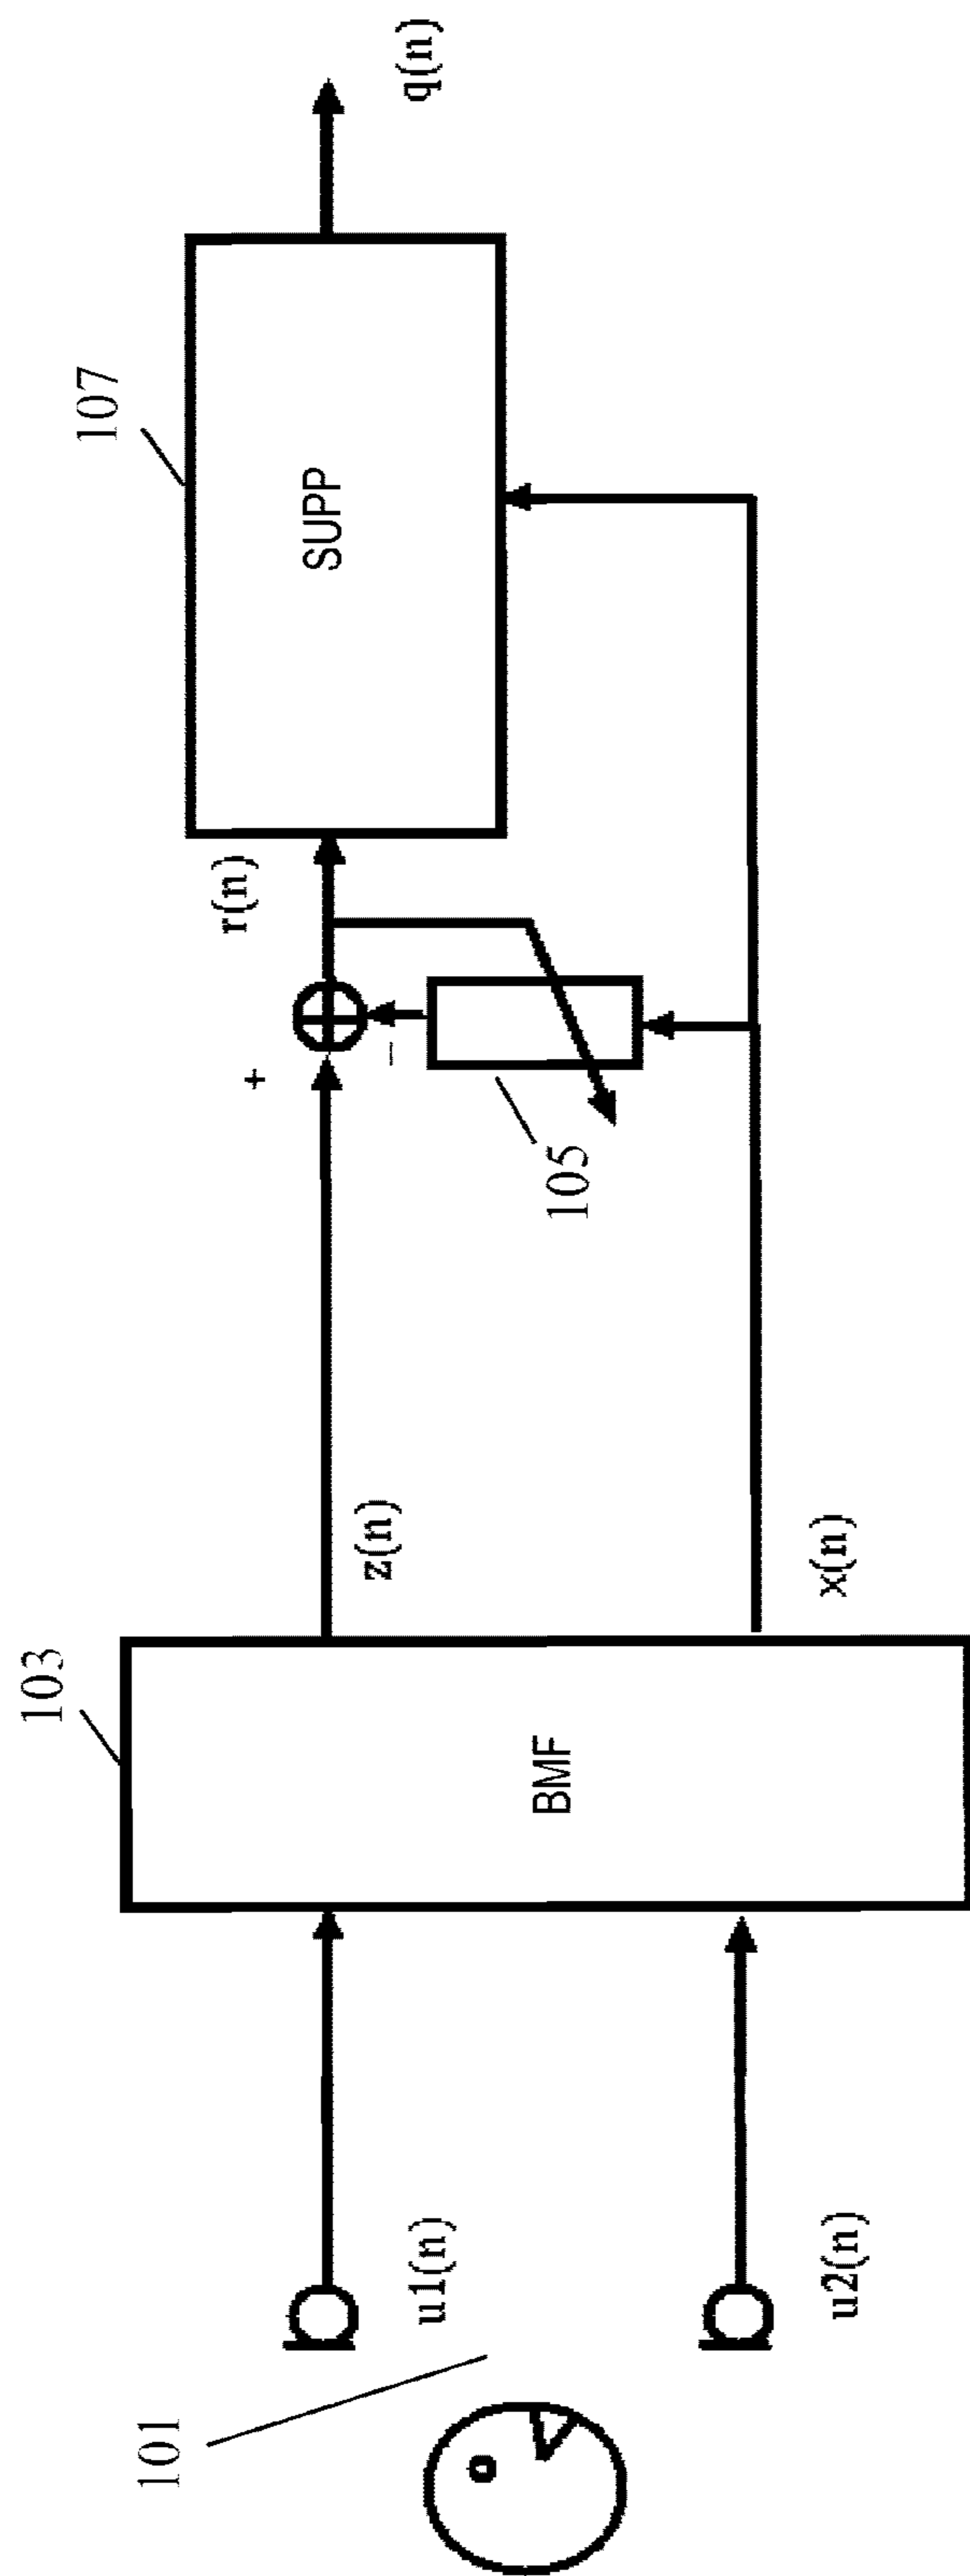 101
u1(n)
u2(n)
103
BMF
z(n)
x(n)
+
−
105
r(n)
107
SUPP
q(n)